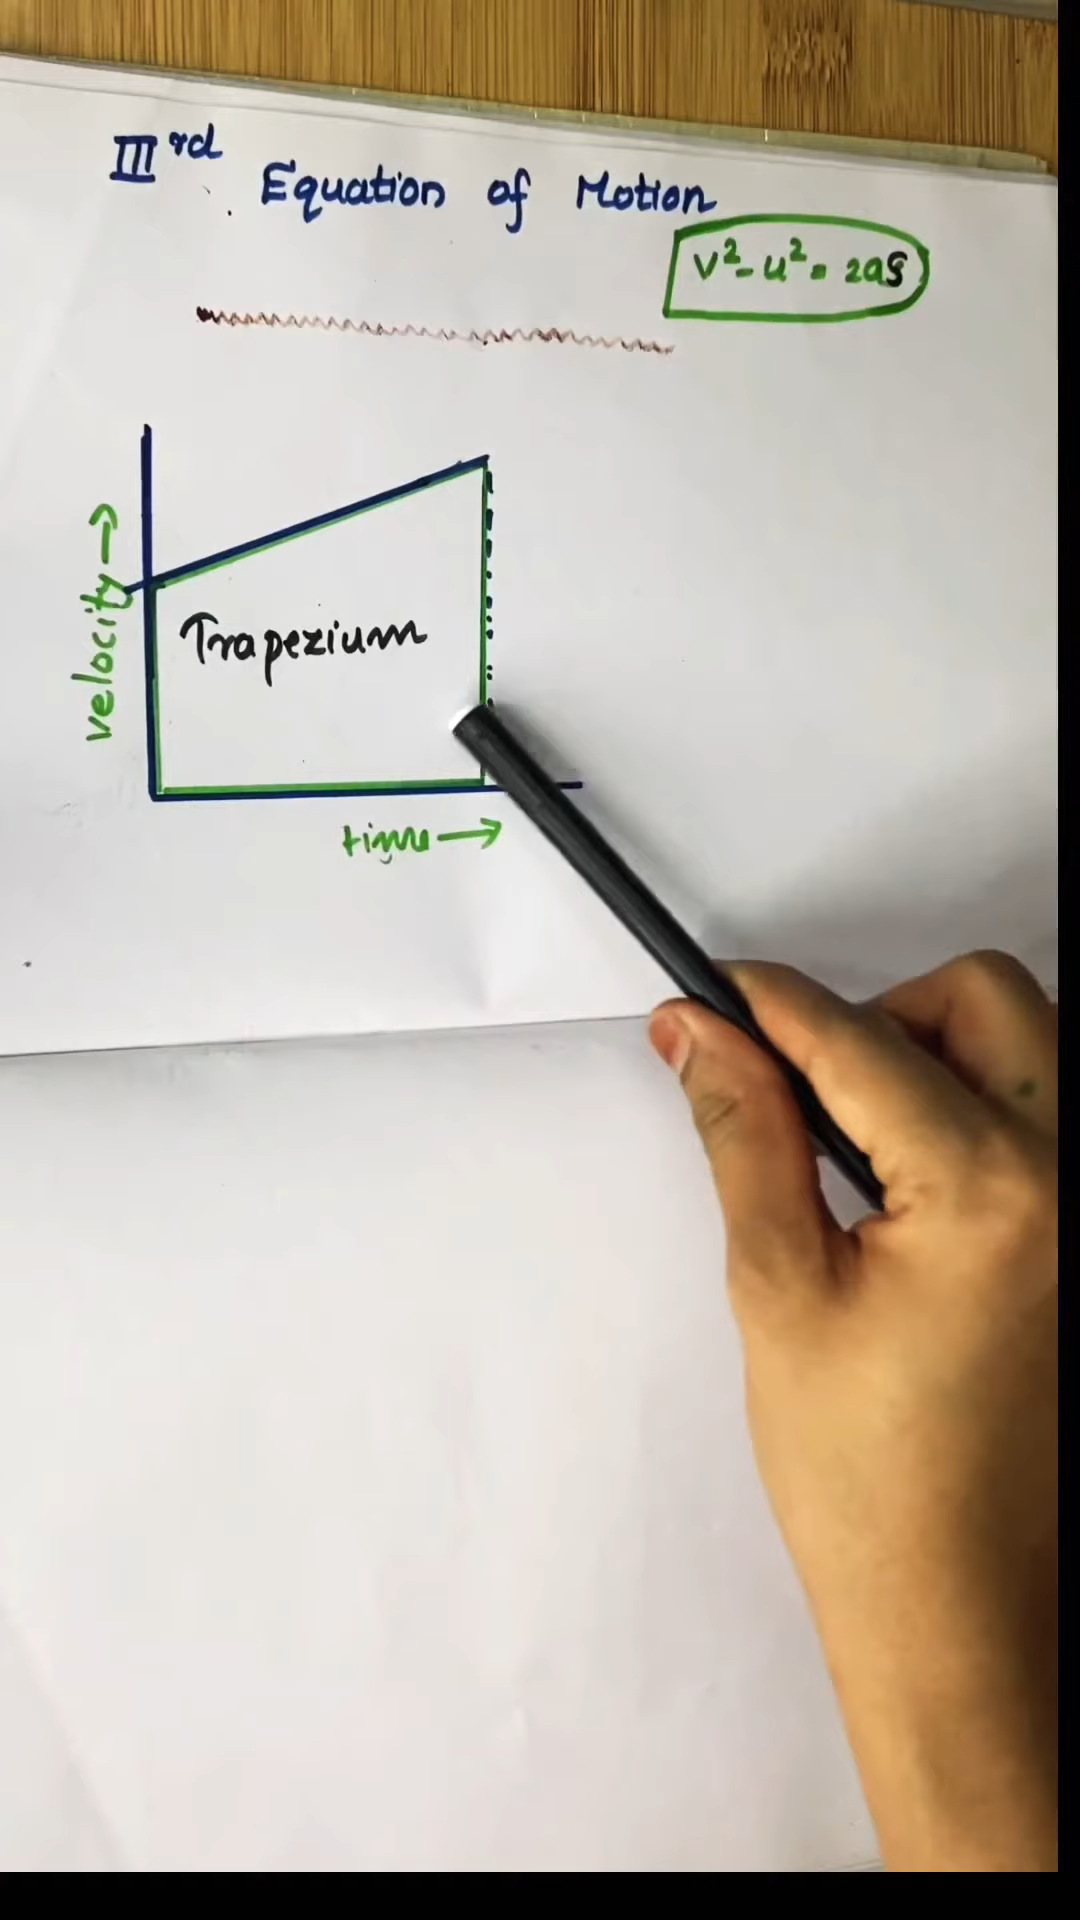 IIIrd
Equation of Motion
v²-u² = 2as
velocity→
Trapezium
time→